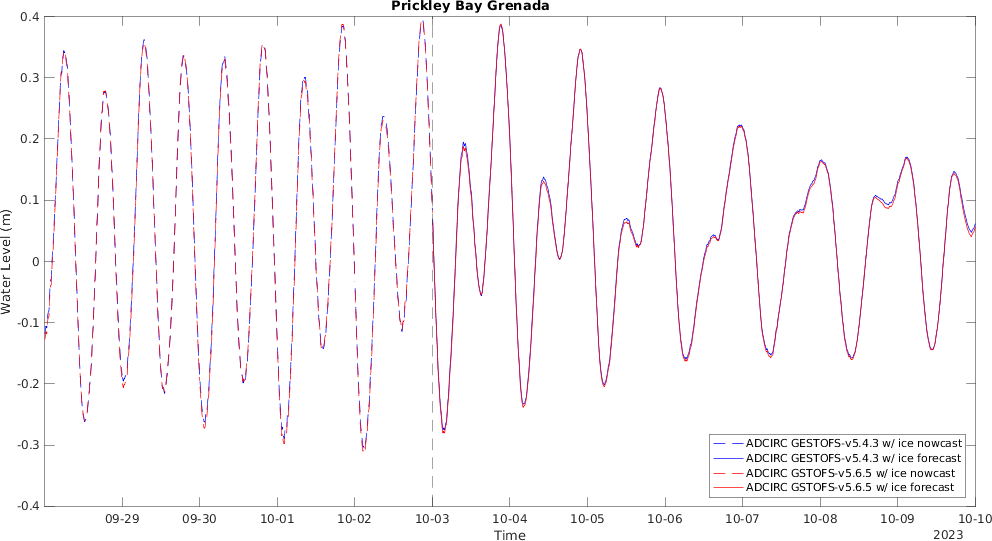 Prickley Bay Grenada
0.4
0.3
0.2
0.1
0
-0.1
-0.2
-0.3
-0.4
Water Level (m)
09-29 09-30 10-01 10-02 10-03 10-04 10-05 10-06 10-07 10-08 10-09 10-10
2023
Time
ADCIRC GESTOFS-v5.4.3 w/ ice nowcast
ADCIRC GESTOFS-v5.4.3 w/ ice forecast
ADCIRC GSTOFS-v5.6.5 w/ ice nowcast
ADCIRC GSTOFS-v5.6.5 w/ ice forecast